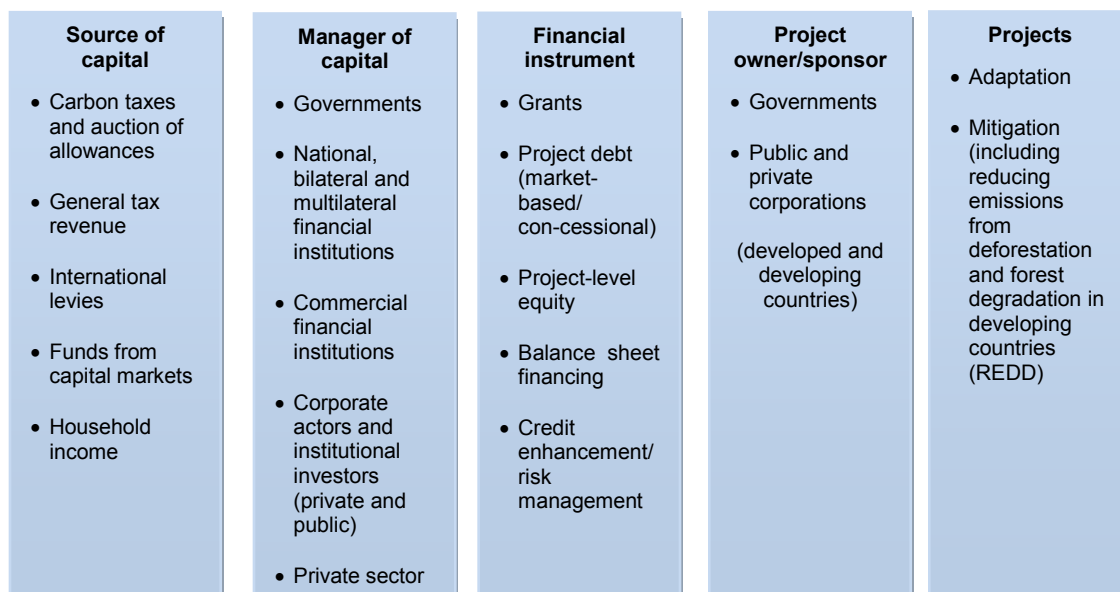 Source of
capital
• Carbon taxes
and auction of
allowances
• General tax
revenue
• International
levies
• Funds from
capital markets
• Household
income
Manager of
capital
• Governments
• National,
bilateral and
multilateral
financial
institutions
• Commercial
financial
institutions
• Corporate
actors and
institutional
investors
(private and
public)
• Private sector
Financial
instrument
• Grants
• Project debt
(market-
based/
con-cessional)
• Project-level
equity
• Balance sheet
financing
• Credit
enhancement/
risk
management
Project
owner/sponsor
• Governments
• Public and
private
corporations
(developed and
developing
countries)
Projects
• Adaptation
• Mitigation
(including
reducing
emissions
from
deforestation
and forest
degradation in
developing
countries
(REDD)